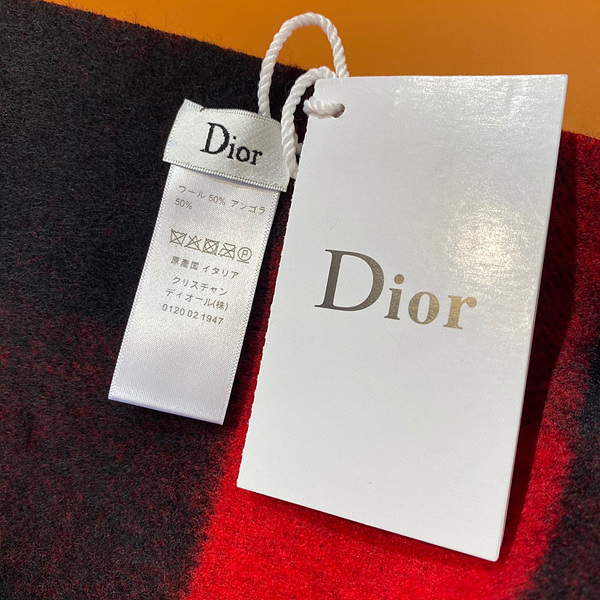 Dior
ウール 50% アンゴラ
50%
P
原産国 イタリア
クリスチャン
ディオール(株)
0120 02 1947
Dior